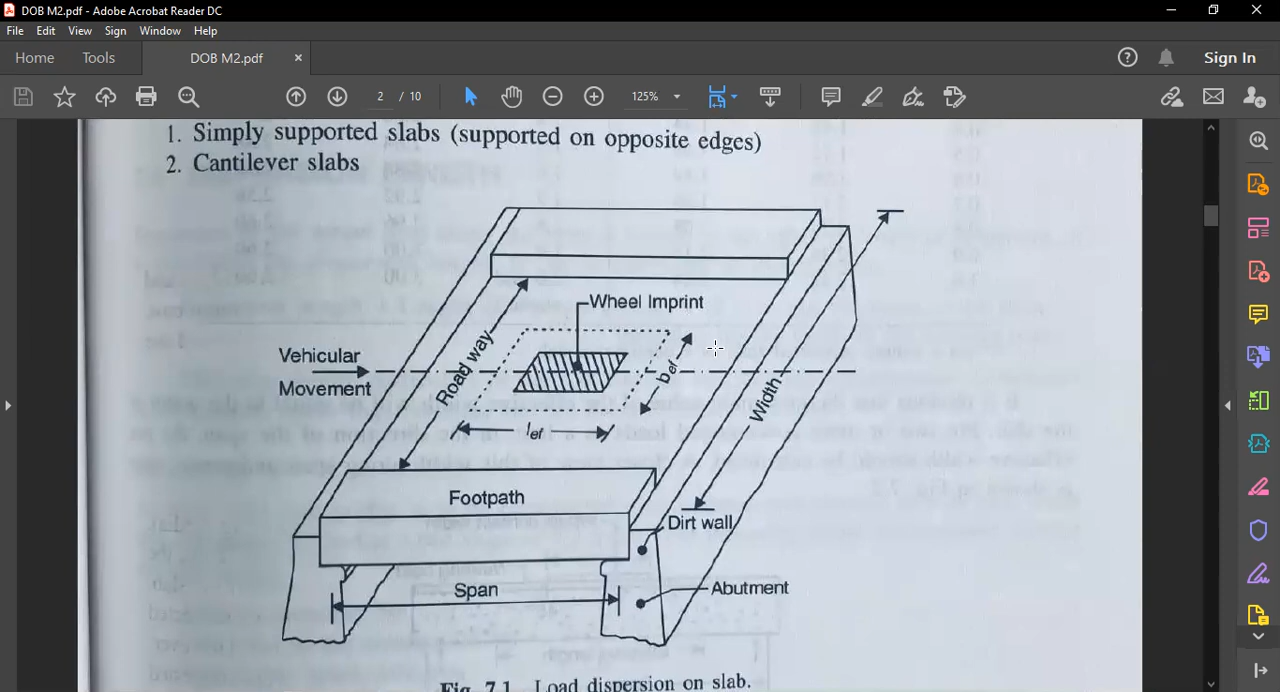 DOB M2.pdf - Adobe Acrobat Reader DC
File Edit View Sign Window Help
Home Tools DOB M2.pdf × Sign In
2 / 10 125%
1. Simply supported slabs (supported on opposite edges)
2. Cantilever slabs
Wheel Imprint
Vehicular
Movement
Road way
bef
lef
Width
Footpath
Dirt wall
Span
Abutment
Fig. 7.1 Load dispersion on slab.